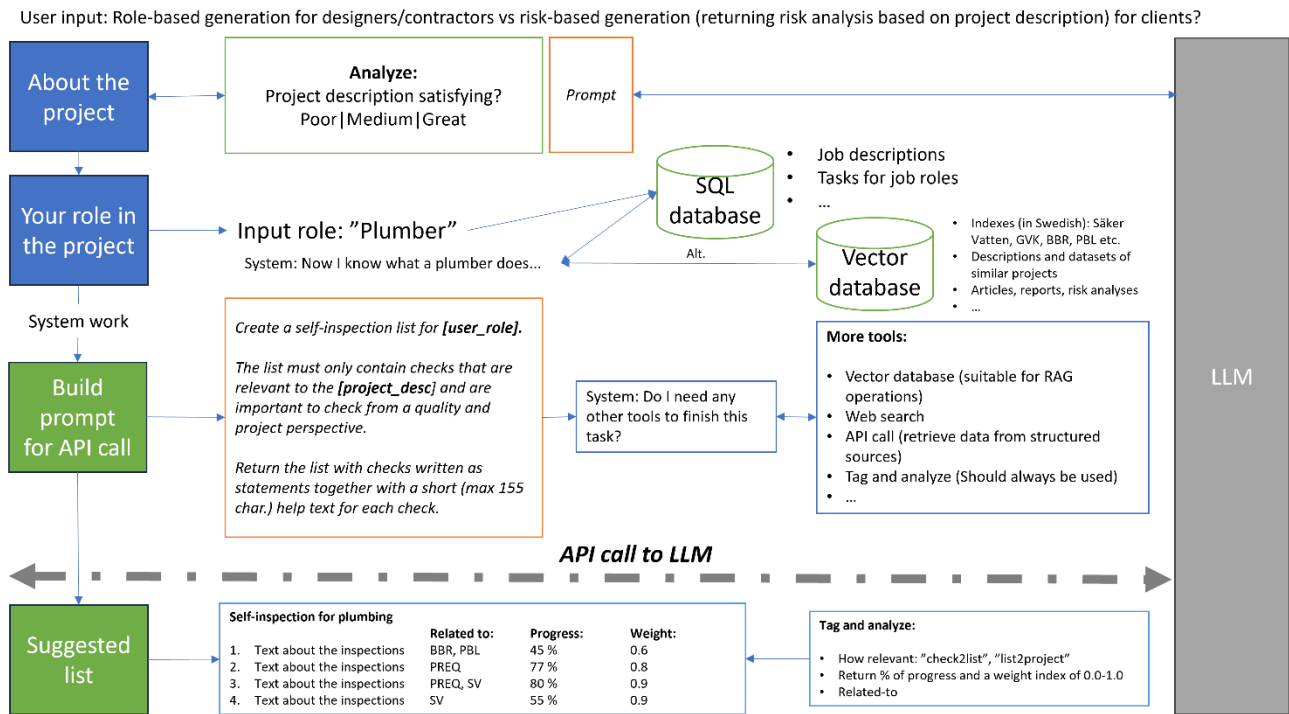 User input: Role-based generation for designers/contractors vs risk-based generation (returning risk analysis based on project description) for clients?
About the
project
Analyze:
Project description satisfying?
Poor|Medium|Great
Prompt
LLM
Your role in
the project
Input role: ”Plumber”
System: Now I know what a plumber does...
SQL
database
• Job descriptions
• Tasks for job roles
• ...
Alt.
Vector
database
• Indexes (in Swedish): Säker
Vatten, GVK, BBR, PBL etc.
• Descriptions and datasets of
similar projects
• Articles, reports, risk analyses
• ...
System work
Build
prompt
for API call
Create a self-inspection list for [user_role].
The list must only contain checks that are
relevant to the [project_desc] and are
important to check from a quality and
project perspective.
Return the list with checks written as
statements together with a short (max 155
char.) help text for each check.
System: Do I need any
other tools to finish this
task?
More tools:
• Vector database (suitable for RAG
operations)
• Web search
• API call (retrieve data from structured
sources)
• Tag and analyze (Should always be used)
• ...
API call to LLM
Suggested
list
Self-inspection for plumbing
Related to: Progress: Weight:
1. Text about the inspections BBR, PBL 45 % 0.6
2. Text about the inspections PREQ 77 % 0.8
3. Text about the inspections PREQ, SV 80 % 0.9
4. Text about the inspections SV 55 % 0.9
Tag and analyze:
• How relevant: ”check2list”, ”list2project”
• Return % of progress and a weight index of 0.0-1.0
• Related-to